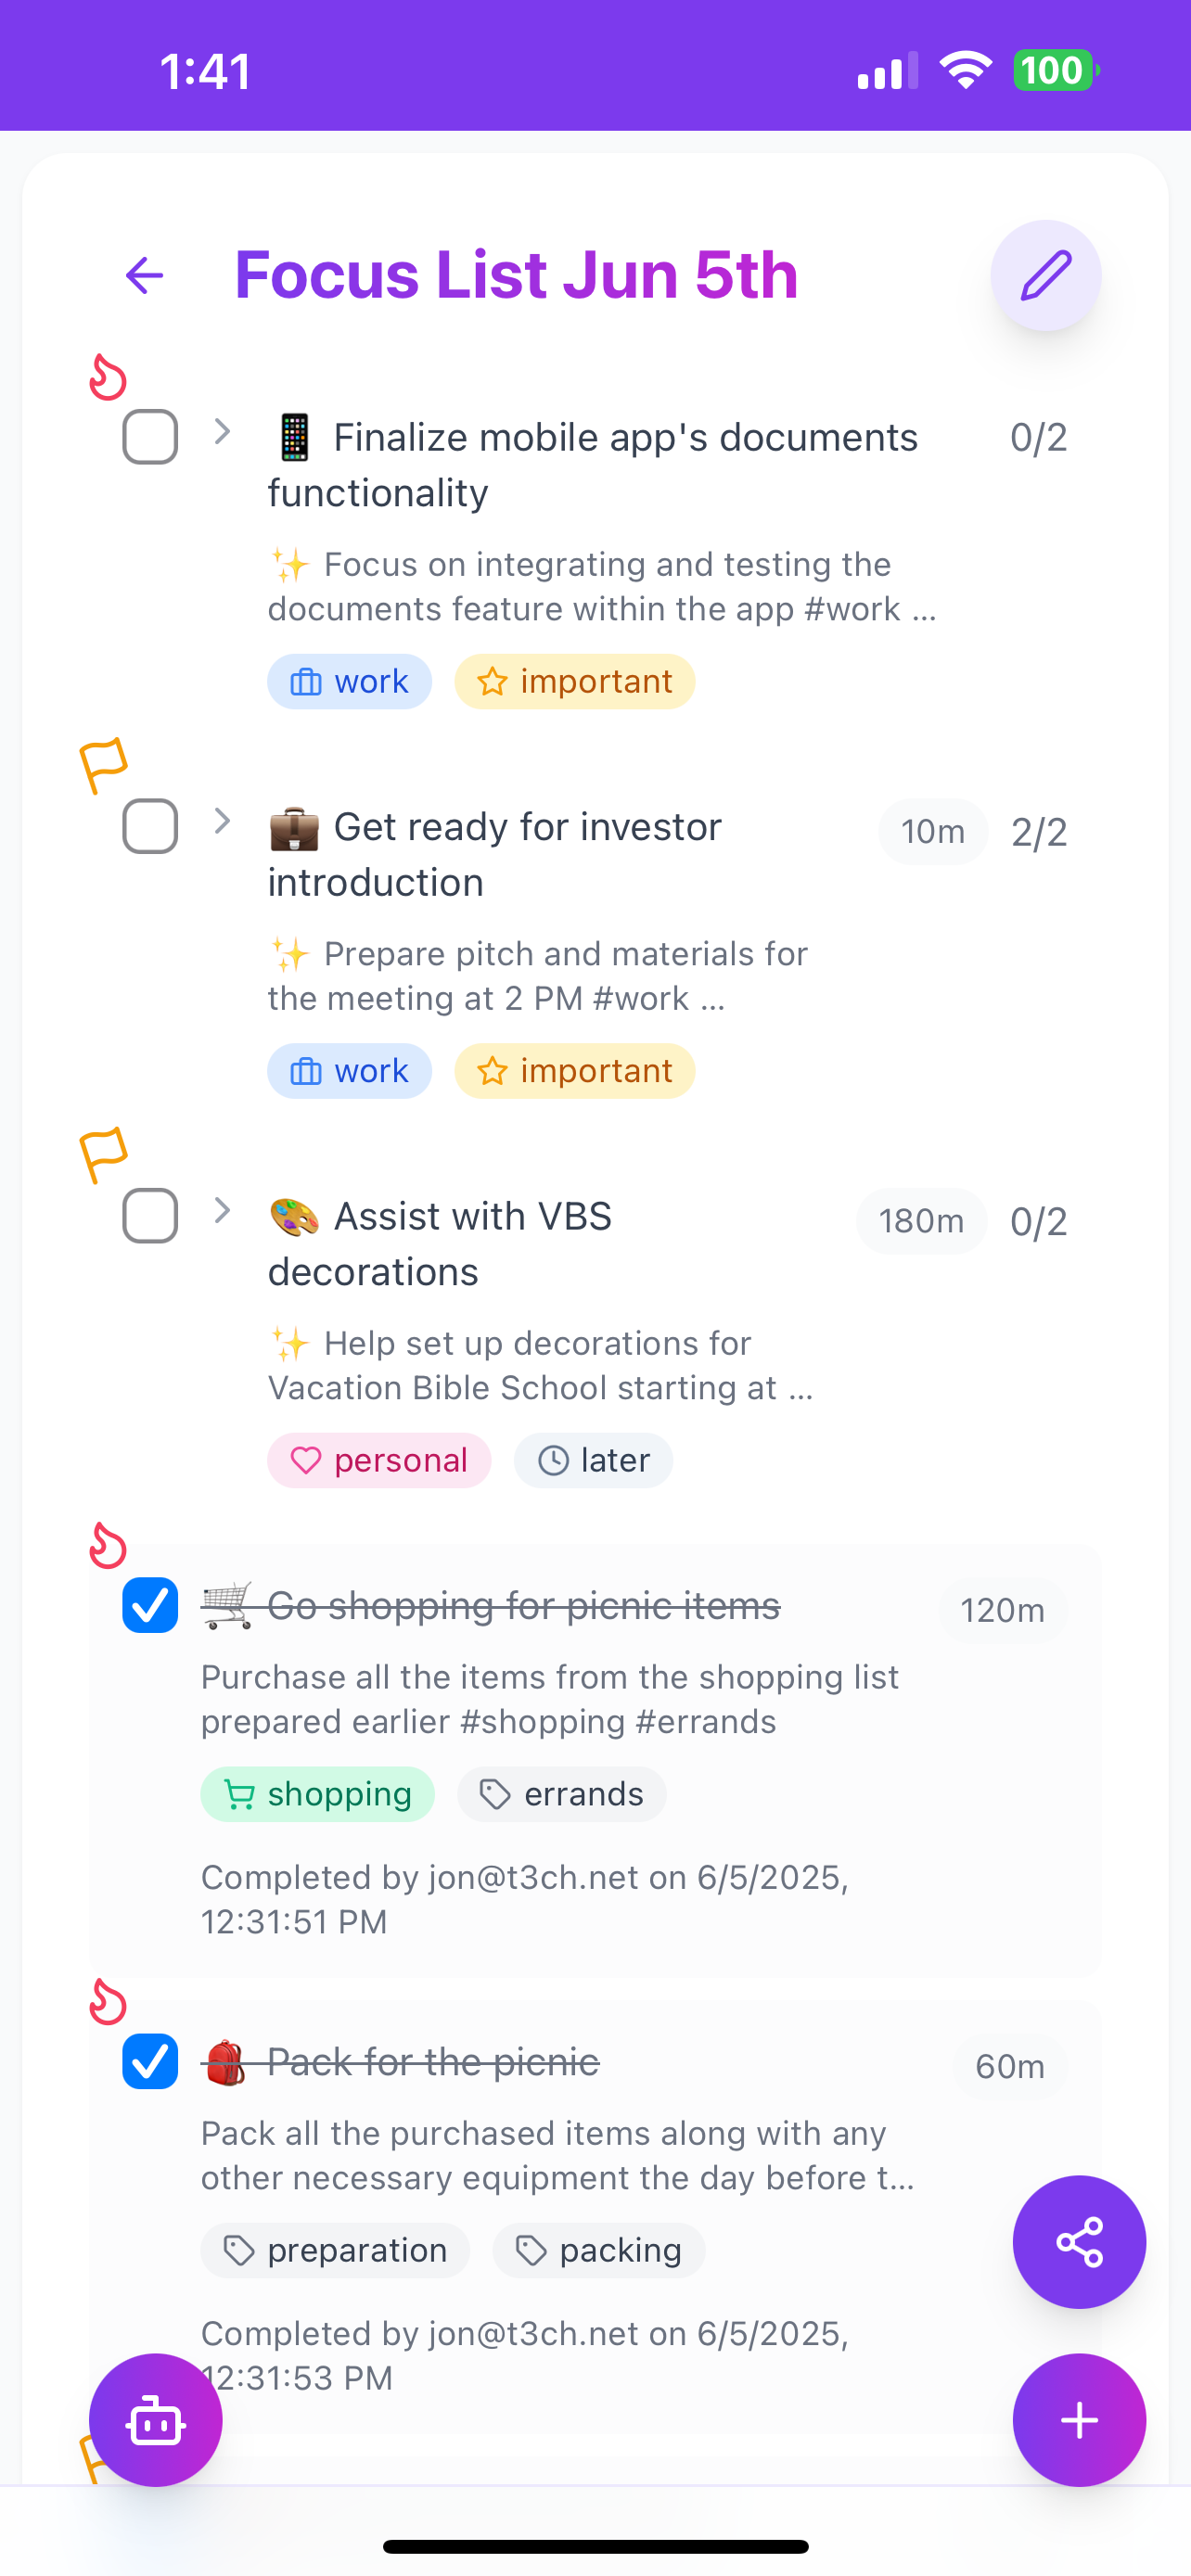 1:41
100
Focus List Jun 5th
Finalize mobile app's documents 0/2
functionality
✨ Focus on integrating and testing the
documents feature within the app #work ...
work important
Get ready for investor 10m 2/2
introduction
✨ Prepare pitch and materials for
the meeting at 2 PM #work ...
work important
Assist with VBS 180m 0/2
decorations
✨ Help set up decorations for
Vacation Bible School starting at ...
personal later
Go shopping for picnic items 120m
Purchase all the items from the shopping list
prepared earlier #shopping #errands
shopping errands
Completed by jon@t3ch.net on 6/5/2025,
12:31:51 PM
Pack for the picnic 60m
Pack all the purchased items along with any
other necessary equipment the day before t...
preparation packing
Completed by jon@t3ch.net on 6/5/2025,
12:31:53 PM